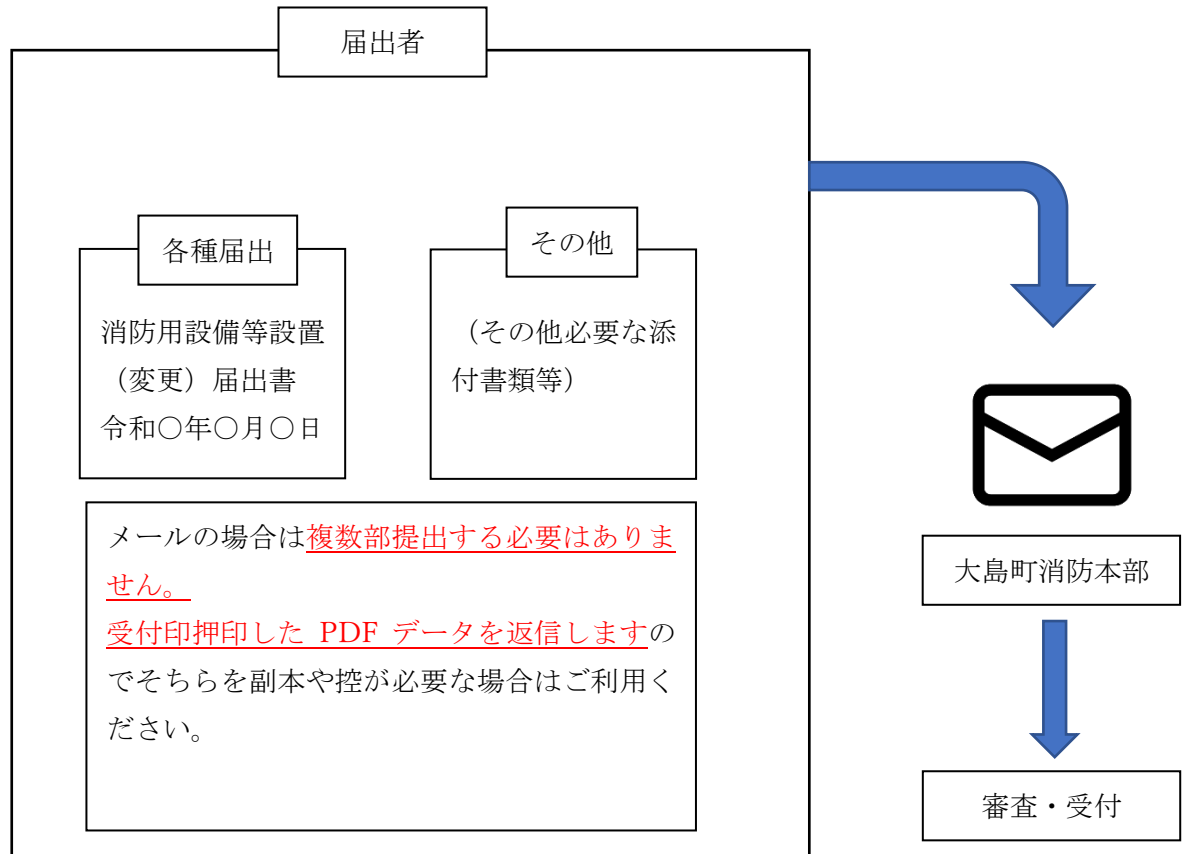 届出者
各種届出
消防用設備等設置
（変更）届出書
令和〇年〇月〇日
その他
（その他必要な添
付書類等）
メールの場合は複数部提出する必要はありま
せん。
受付印押印した PDF データを返信しますの
でそちらを副本や控が必要な場合はご利用く
ださい。
大島町消防本部
審査・受付